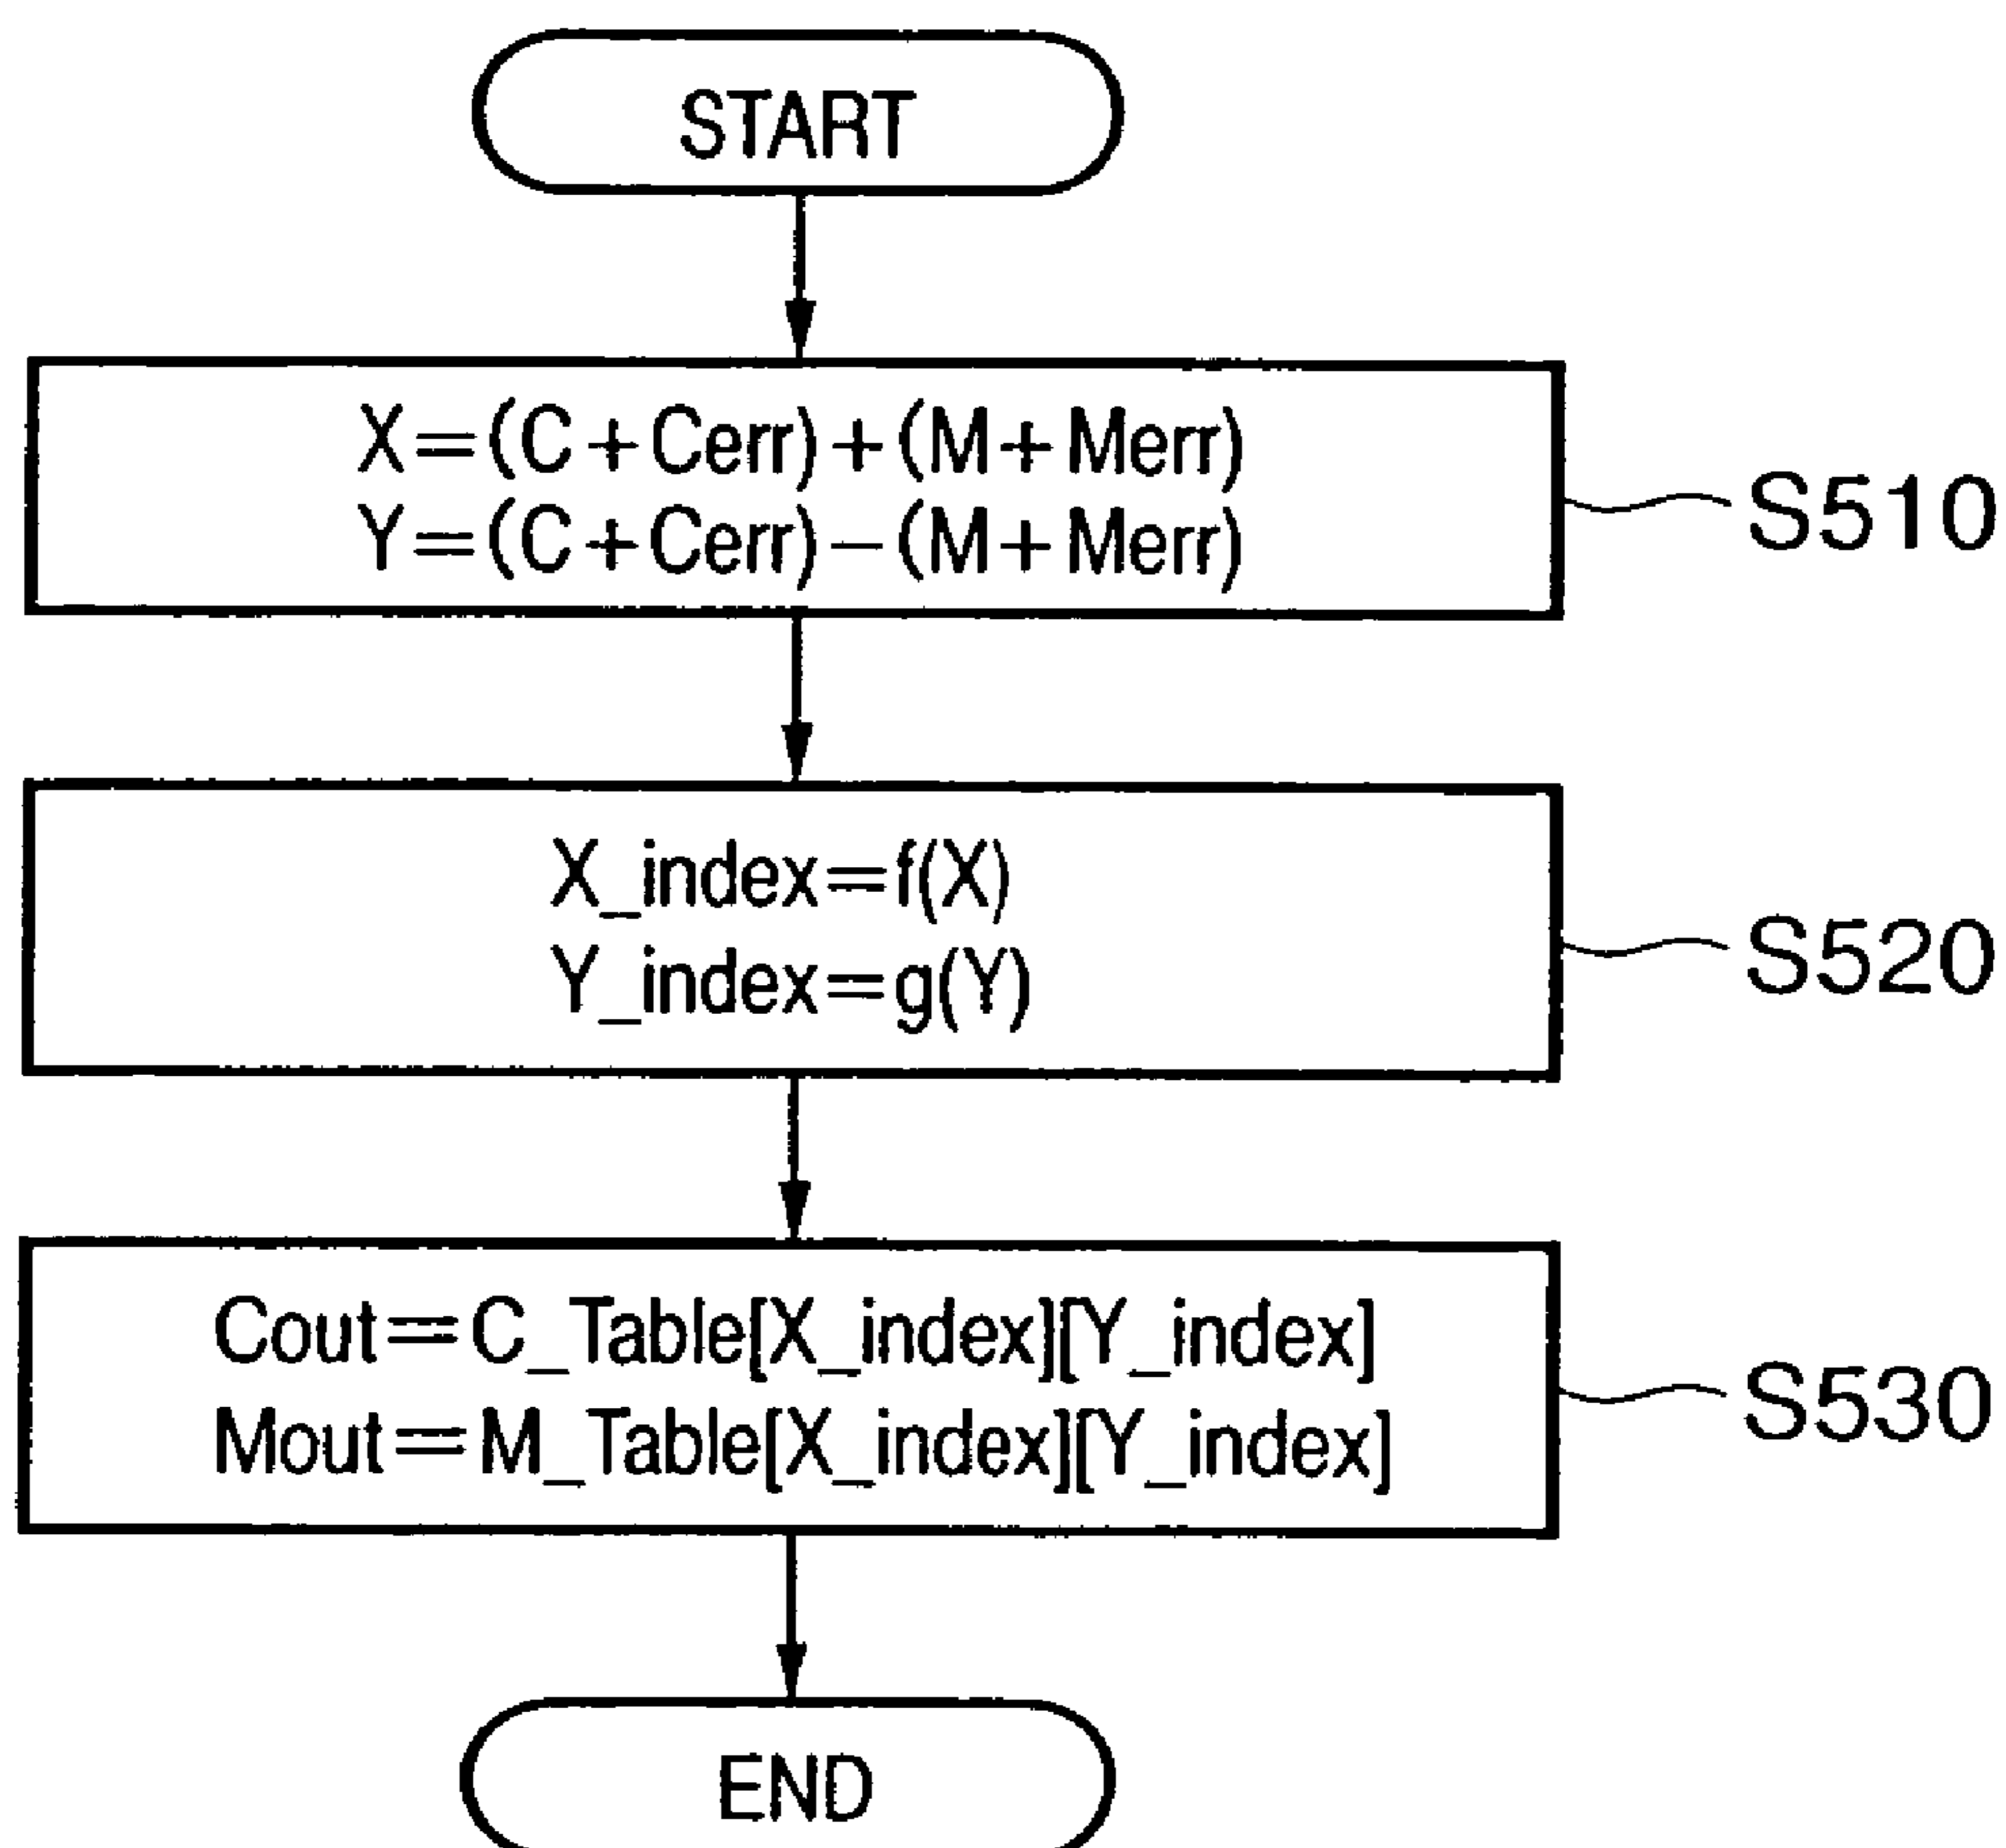 START
X=(C+Cerr)+(M+Merr)
Y=(C+Cerr)−(M+Merr)
S510
X_index=f(X)
Y_index=g(Y)
S520
Cout=C_Table[X_index][Y_index]
Mout=M_Table[X_index][Y_index]
S530
END